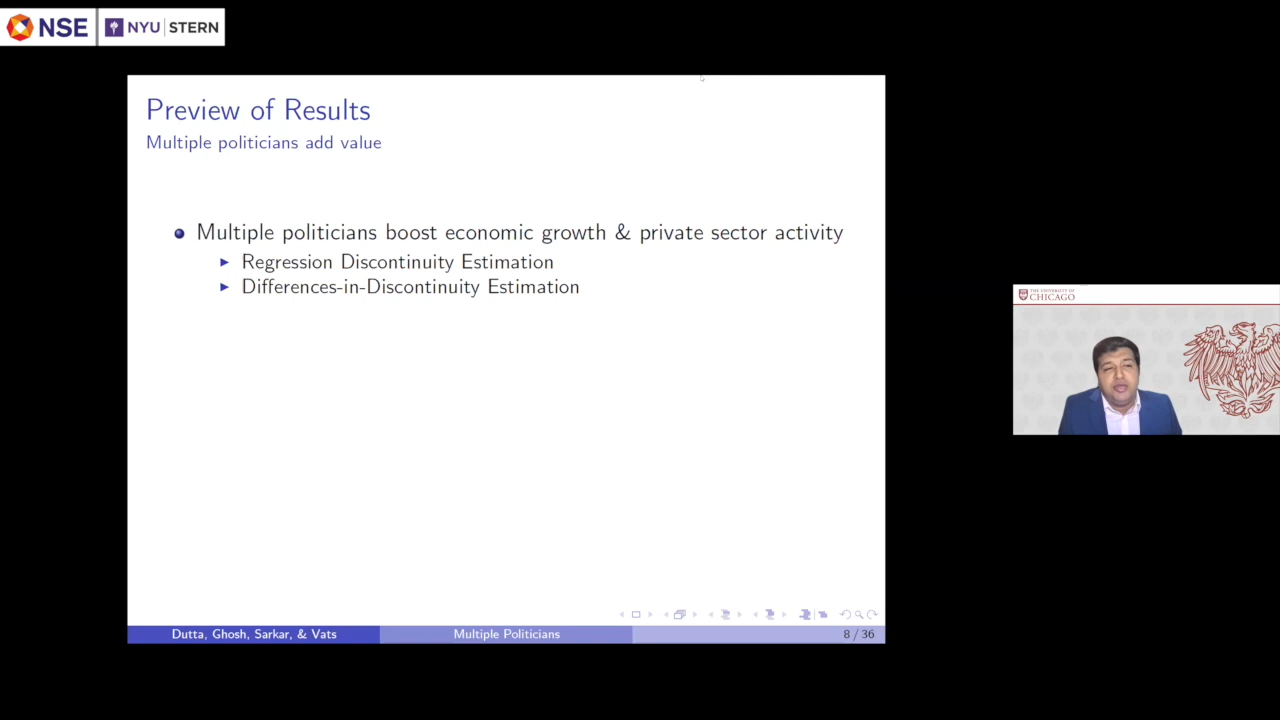 NSE
NYU STERN
Preview of Results
Multiple politicians add value
Multiple politicians boost economic growth & private sector activity
Regression Discontinuity Estimation
Differences-in-Discontinuity Estimation
THE UNIVERSITY OF
CHICAGO
Dutta, Ghosh, Sarkar, & Vats
Multiple Politicians
8 / 36